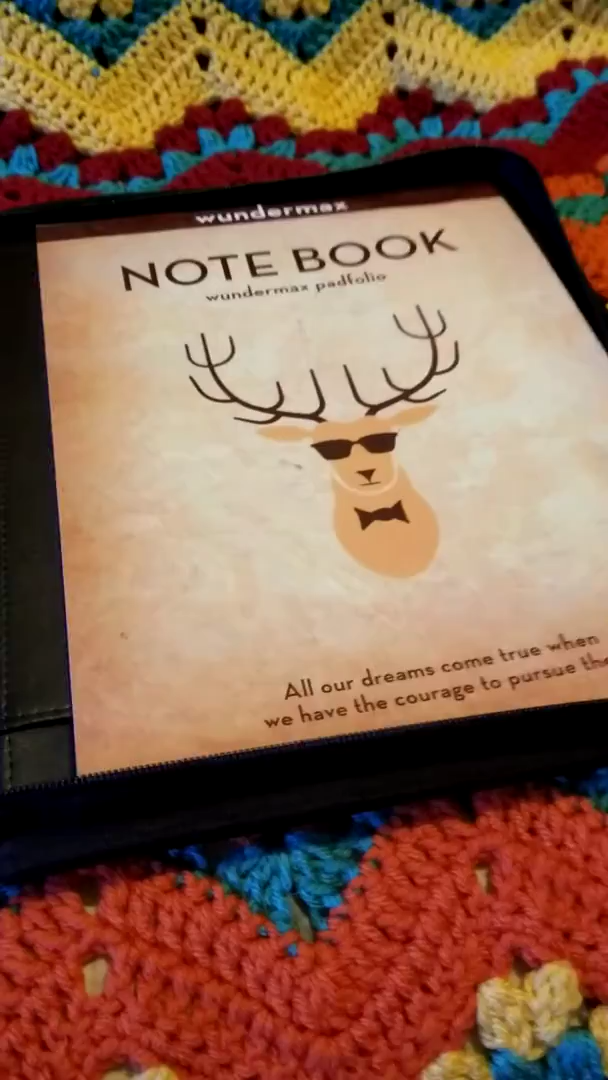 wundermax
NOTE BOOK
wundermax padfolio
All our dreams come true when
we have the courage to pursue